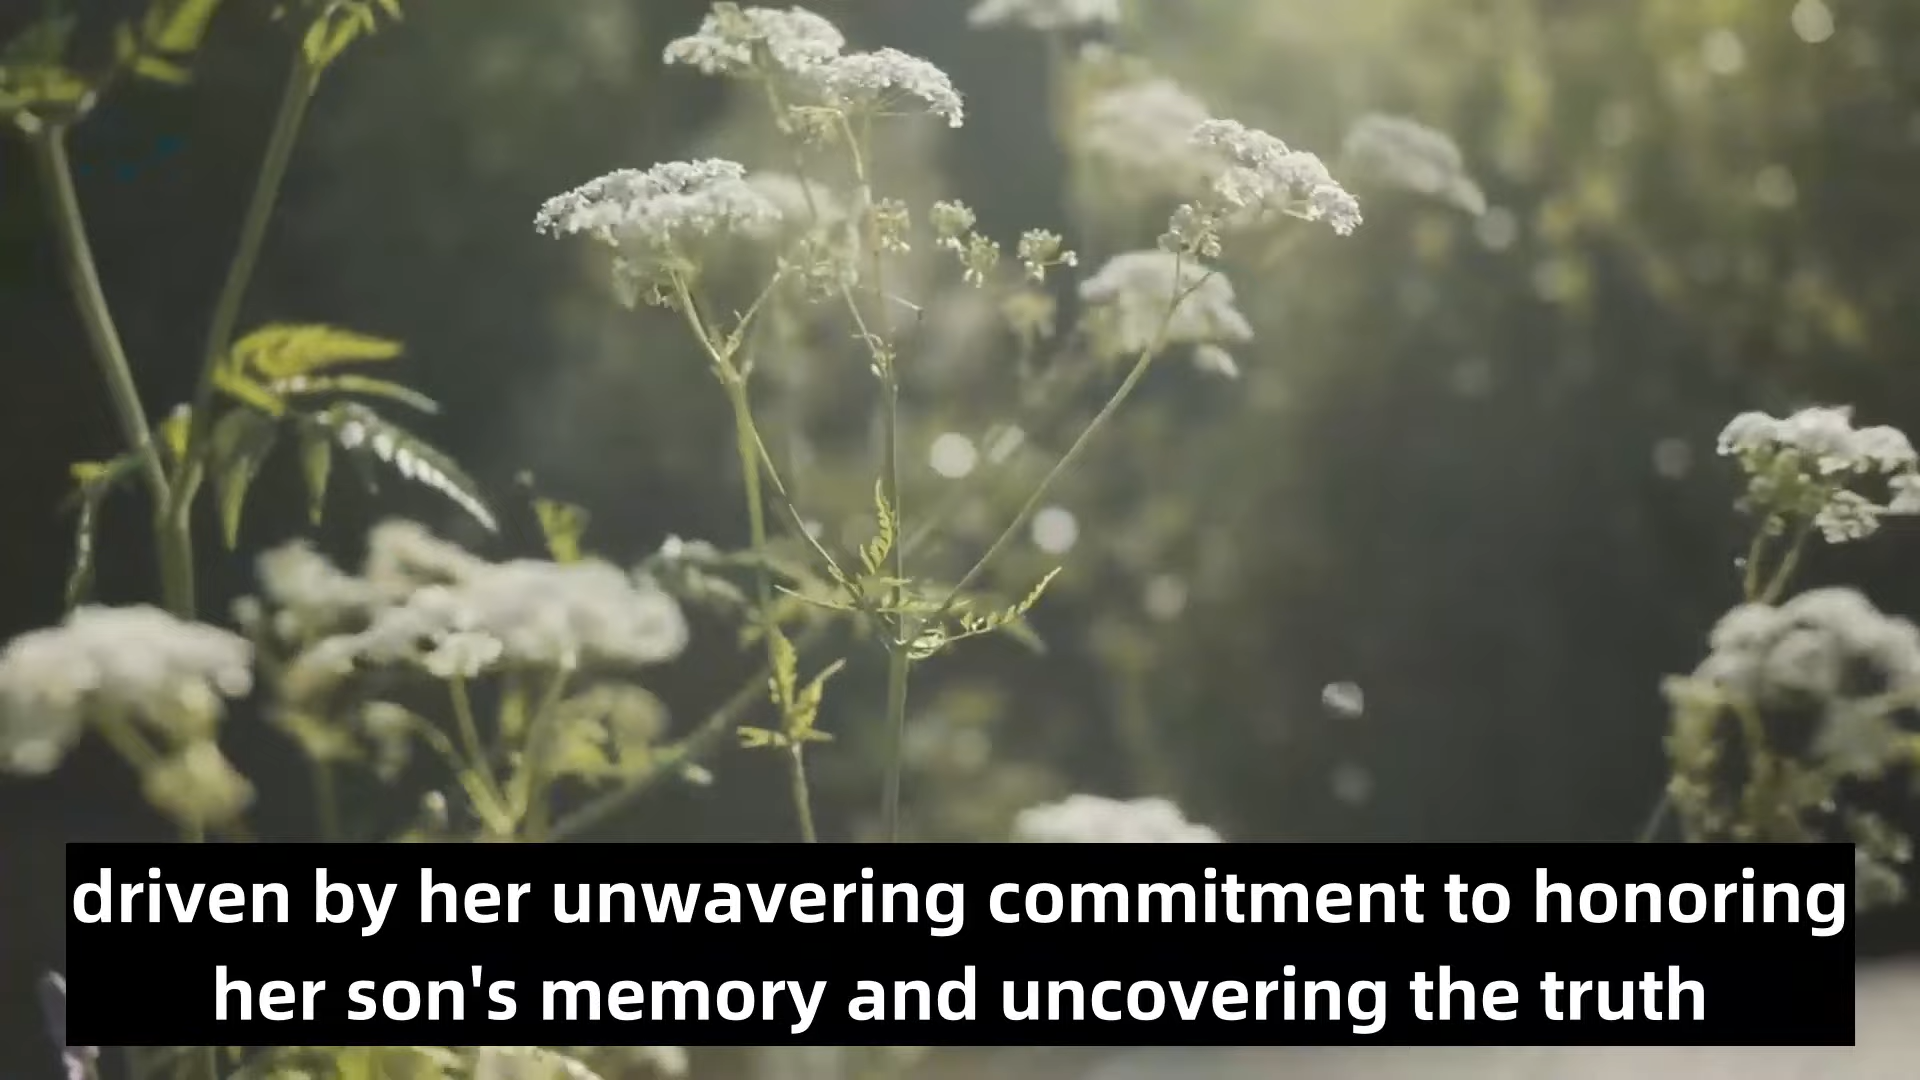 driven by her unwavering commitment to honoring
her son's memory and uncovering the truth